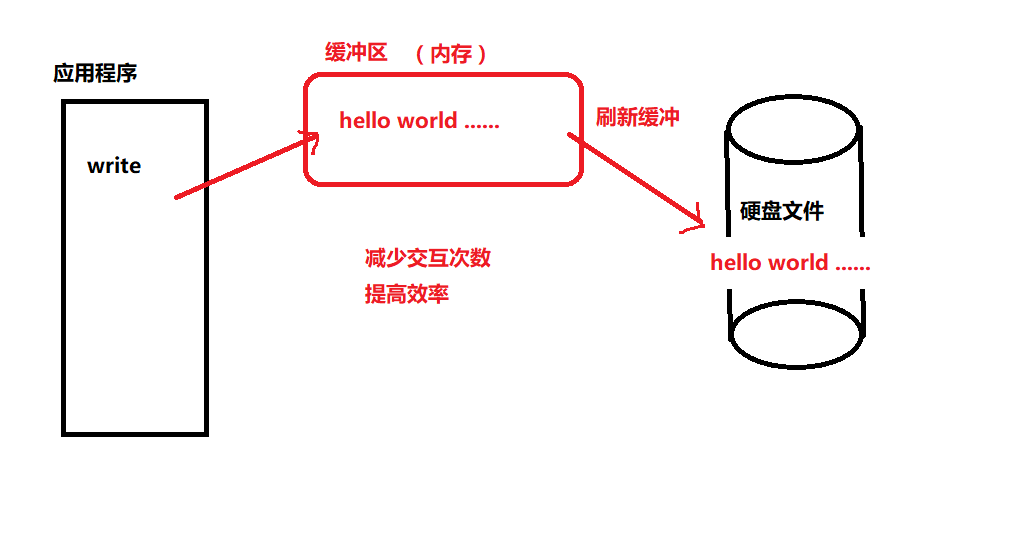 应用程序
write
缓冲区 （内存）
hello world ......
刷新缓冲
减少交互次数
提高效率
硬盘文件
hello world ......